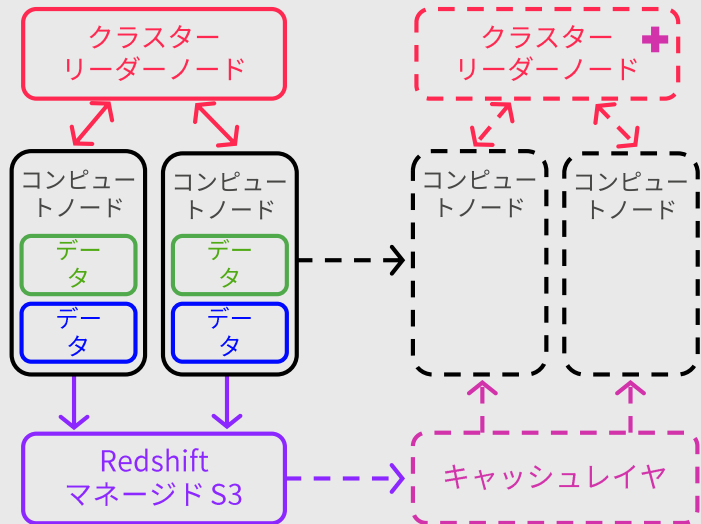 クラスター
リーダーノード
クラスター
リーダーノード
コンピュー
トノード
コンピュー
トノード
コンピュー
トノード
コンピュー
トノード
デー
タ
デー
タ
デー
タ
デー
タ
Redshift
マネージド S3
キャッシュレイヤ